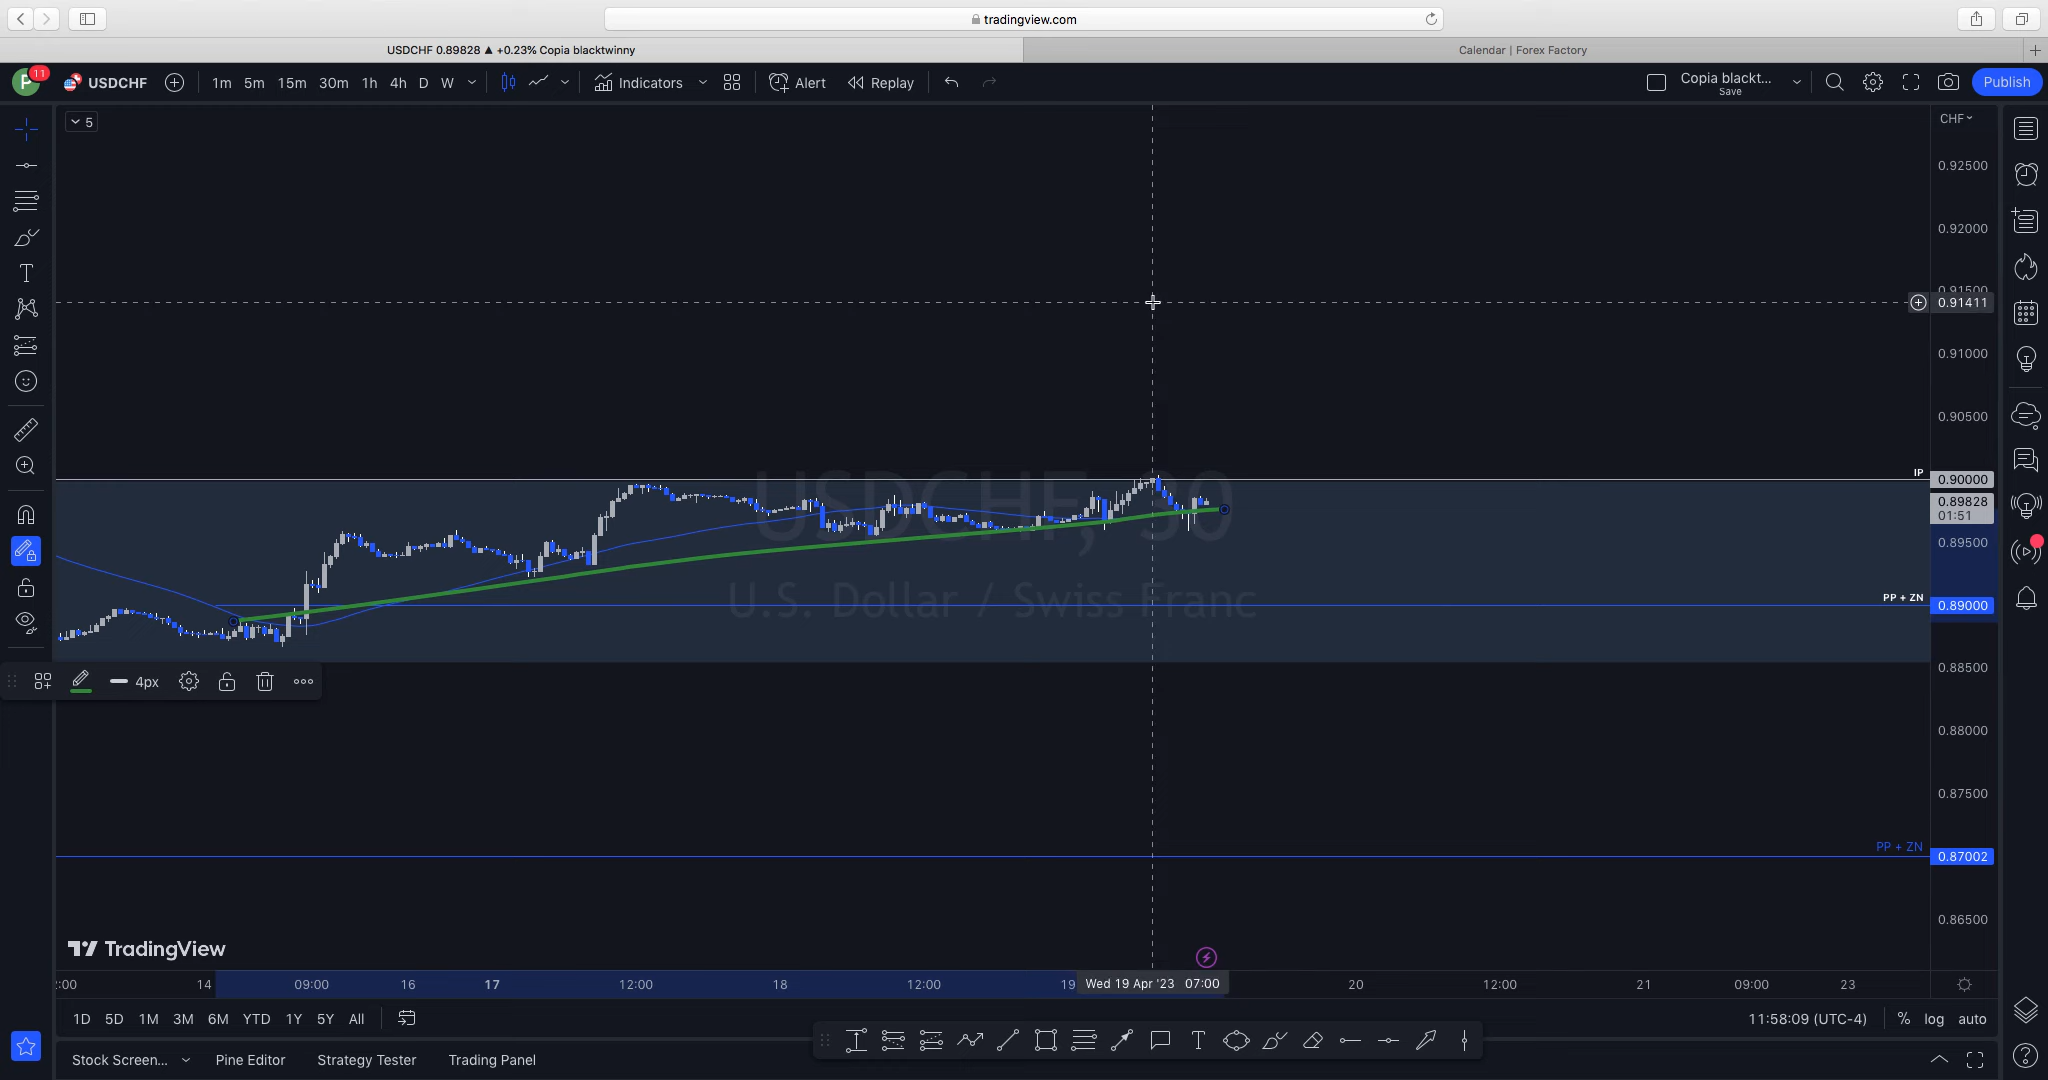 tradingview.com
USDCHF 0.89828 ▲ +0.23% Copia blacktwinny
Calendar | Forex Factory
P 11 USDCHF 1m 5m 15m 30m 1h 4h D W Indicators Alert Replay Copia blackt... Save Publish
5
CHF
0.92500
0.92000
0.91500
0.91411
0.91000
0.90500
IP 0.90000
0.89828
01:51
0.89500
USDCHF, 30
U.S. Dollar / Swiss Franc
PP + ZN 0.89000
0.88500
4px
0.88000
0.87500
PP + ZN 0.87002
0.86500
TradingView
:00 14 09:00 16 17 12:00 18 12:00 19 Wed 19 Apr '23 07:00 20 12:00 21 09:00 23
1D 5D 1M 3M 6M YTD 1Y 5Y All 11:58:09 (UTC-4) % log auto
Stock Screen... Pine Editor Strategy Tester Trading Panel